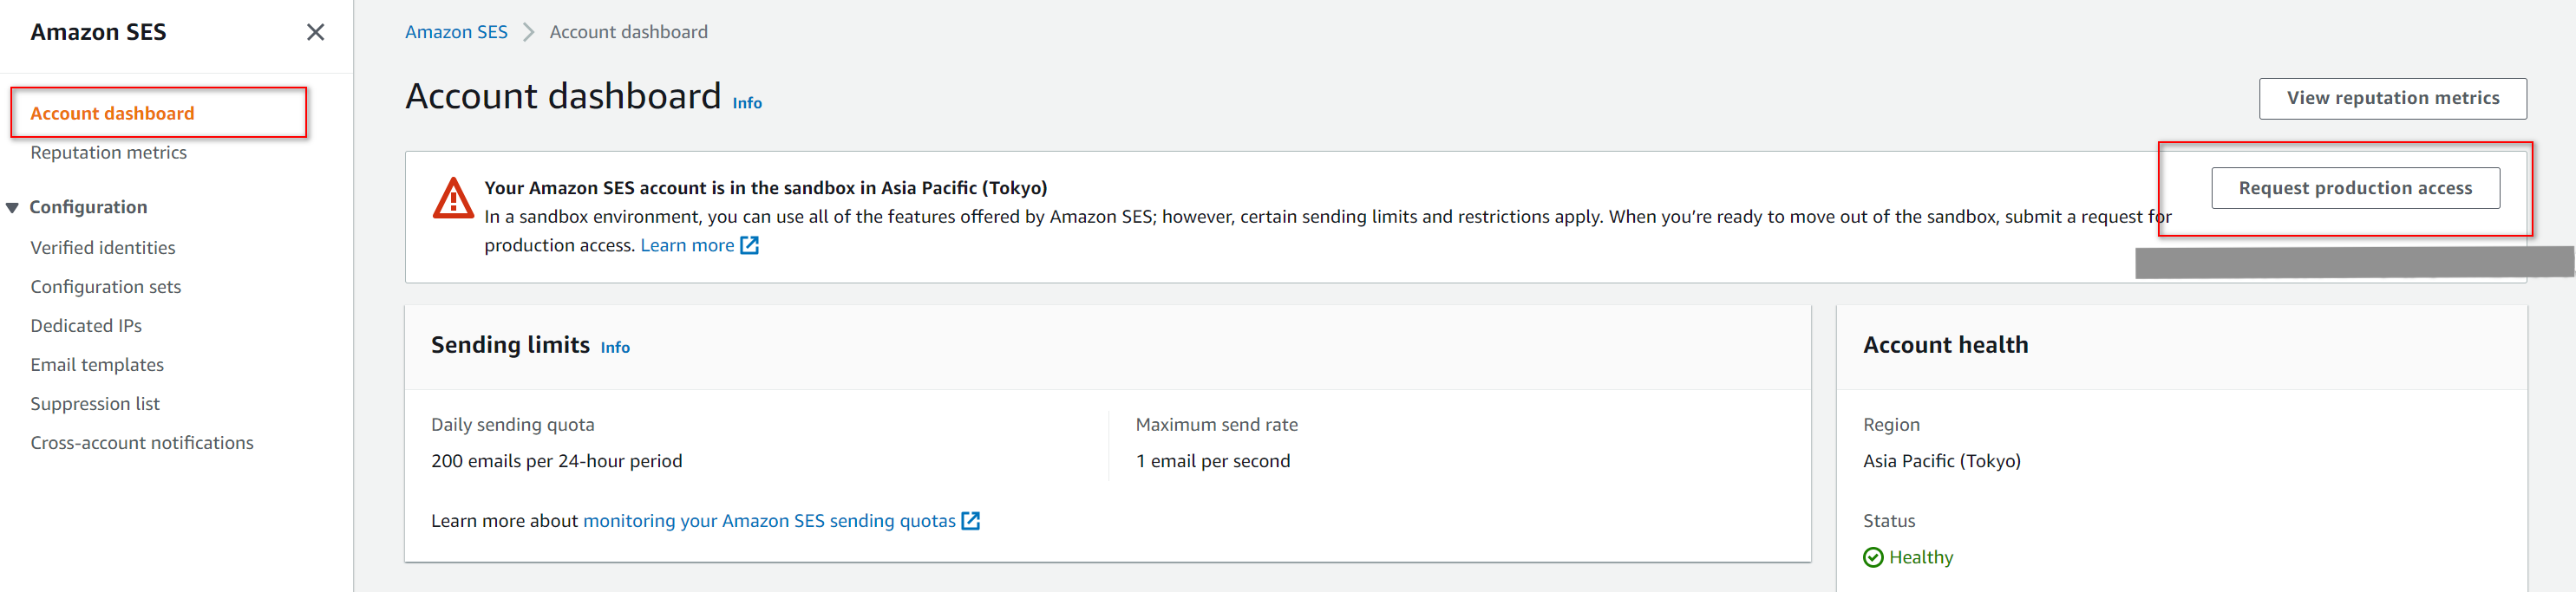 Amazon SES
Account dashboard
Reputation metrics
Configuration
Verified identities
Configuration sets
Dedicated IPs
Email templates
Suppression list
Cross-account notifications
Amazon SES > Account dashboard
Account dashboard Info
View reputation metrics
Your Amazon SES account is in the sandbox in Asia Pacific (Tokyo)
In a sandbox environment, you can use all of the features offered by Amazon SES; however, certain sending limits and restrictions apply. When you’re ready to move out of the sandbox, submit a request for
production access. Learn more
Request production access
Sending limits Info
Daily sending quota
200 emails per 24-hour period
Maximum send rate
1 email per second
Learn more about monitoring your Amazon SES sending quotas
Account health
Region
Asia Pacific (Tokyo)
Status
Healthy